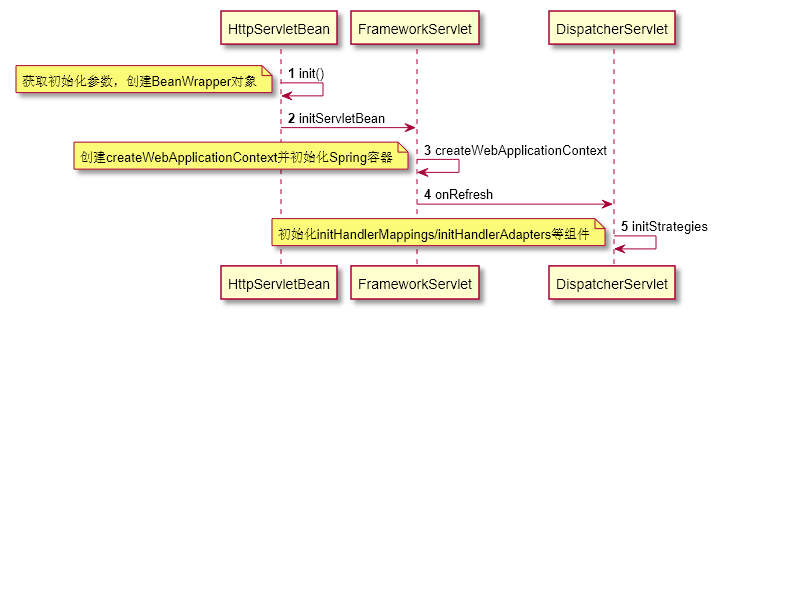 HttpServletBean
FrameworkServlet
DispatcherServlet
1 init()
获取初始化参数，创建BeanWrapper对象
2 initServletBean
3 createWebApplicationContext
创建createWebApplicationContext并初始化Spring容器
4 onRefresh
5 initStrategies
初始化initHandlerMappings/initHandlerAdapters等组件
HttpServletBean
FrameworkServlet
DispatcherServlet